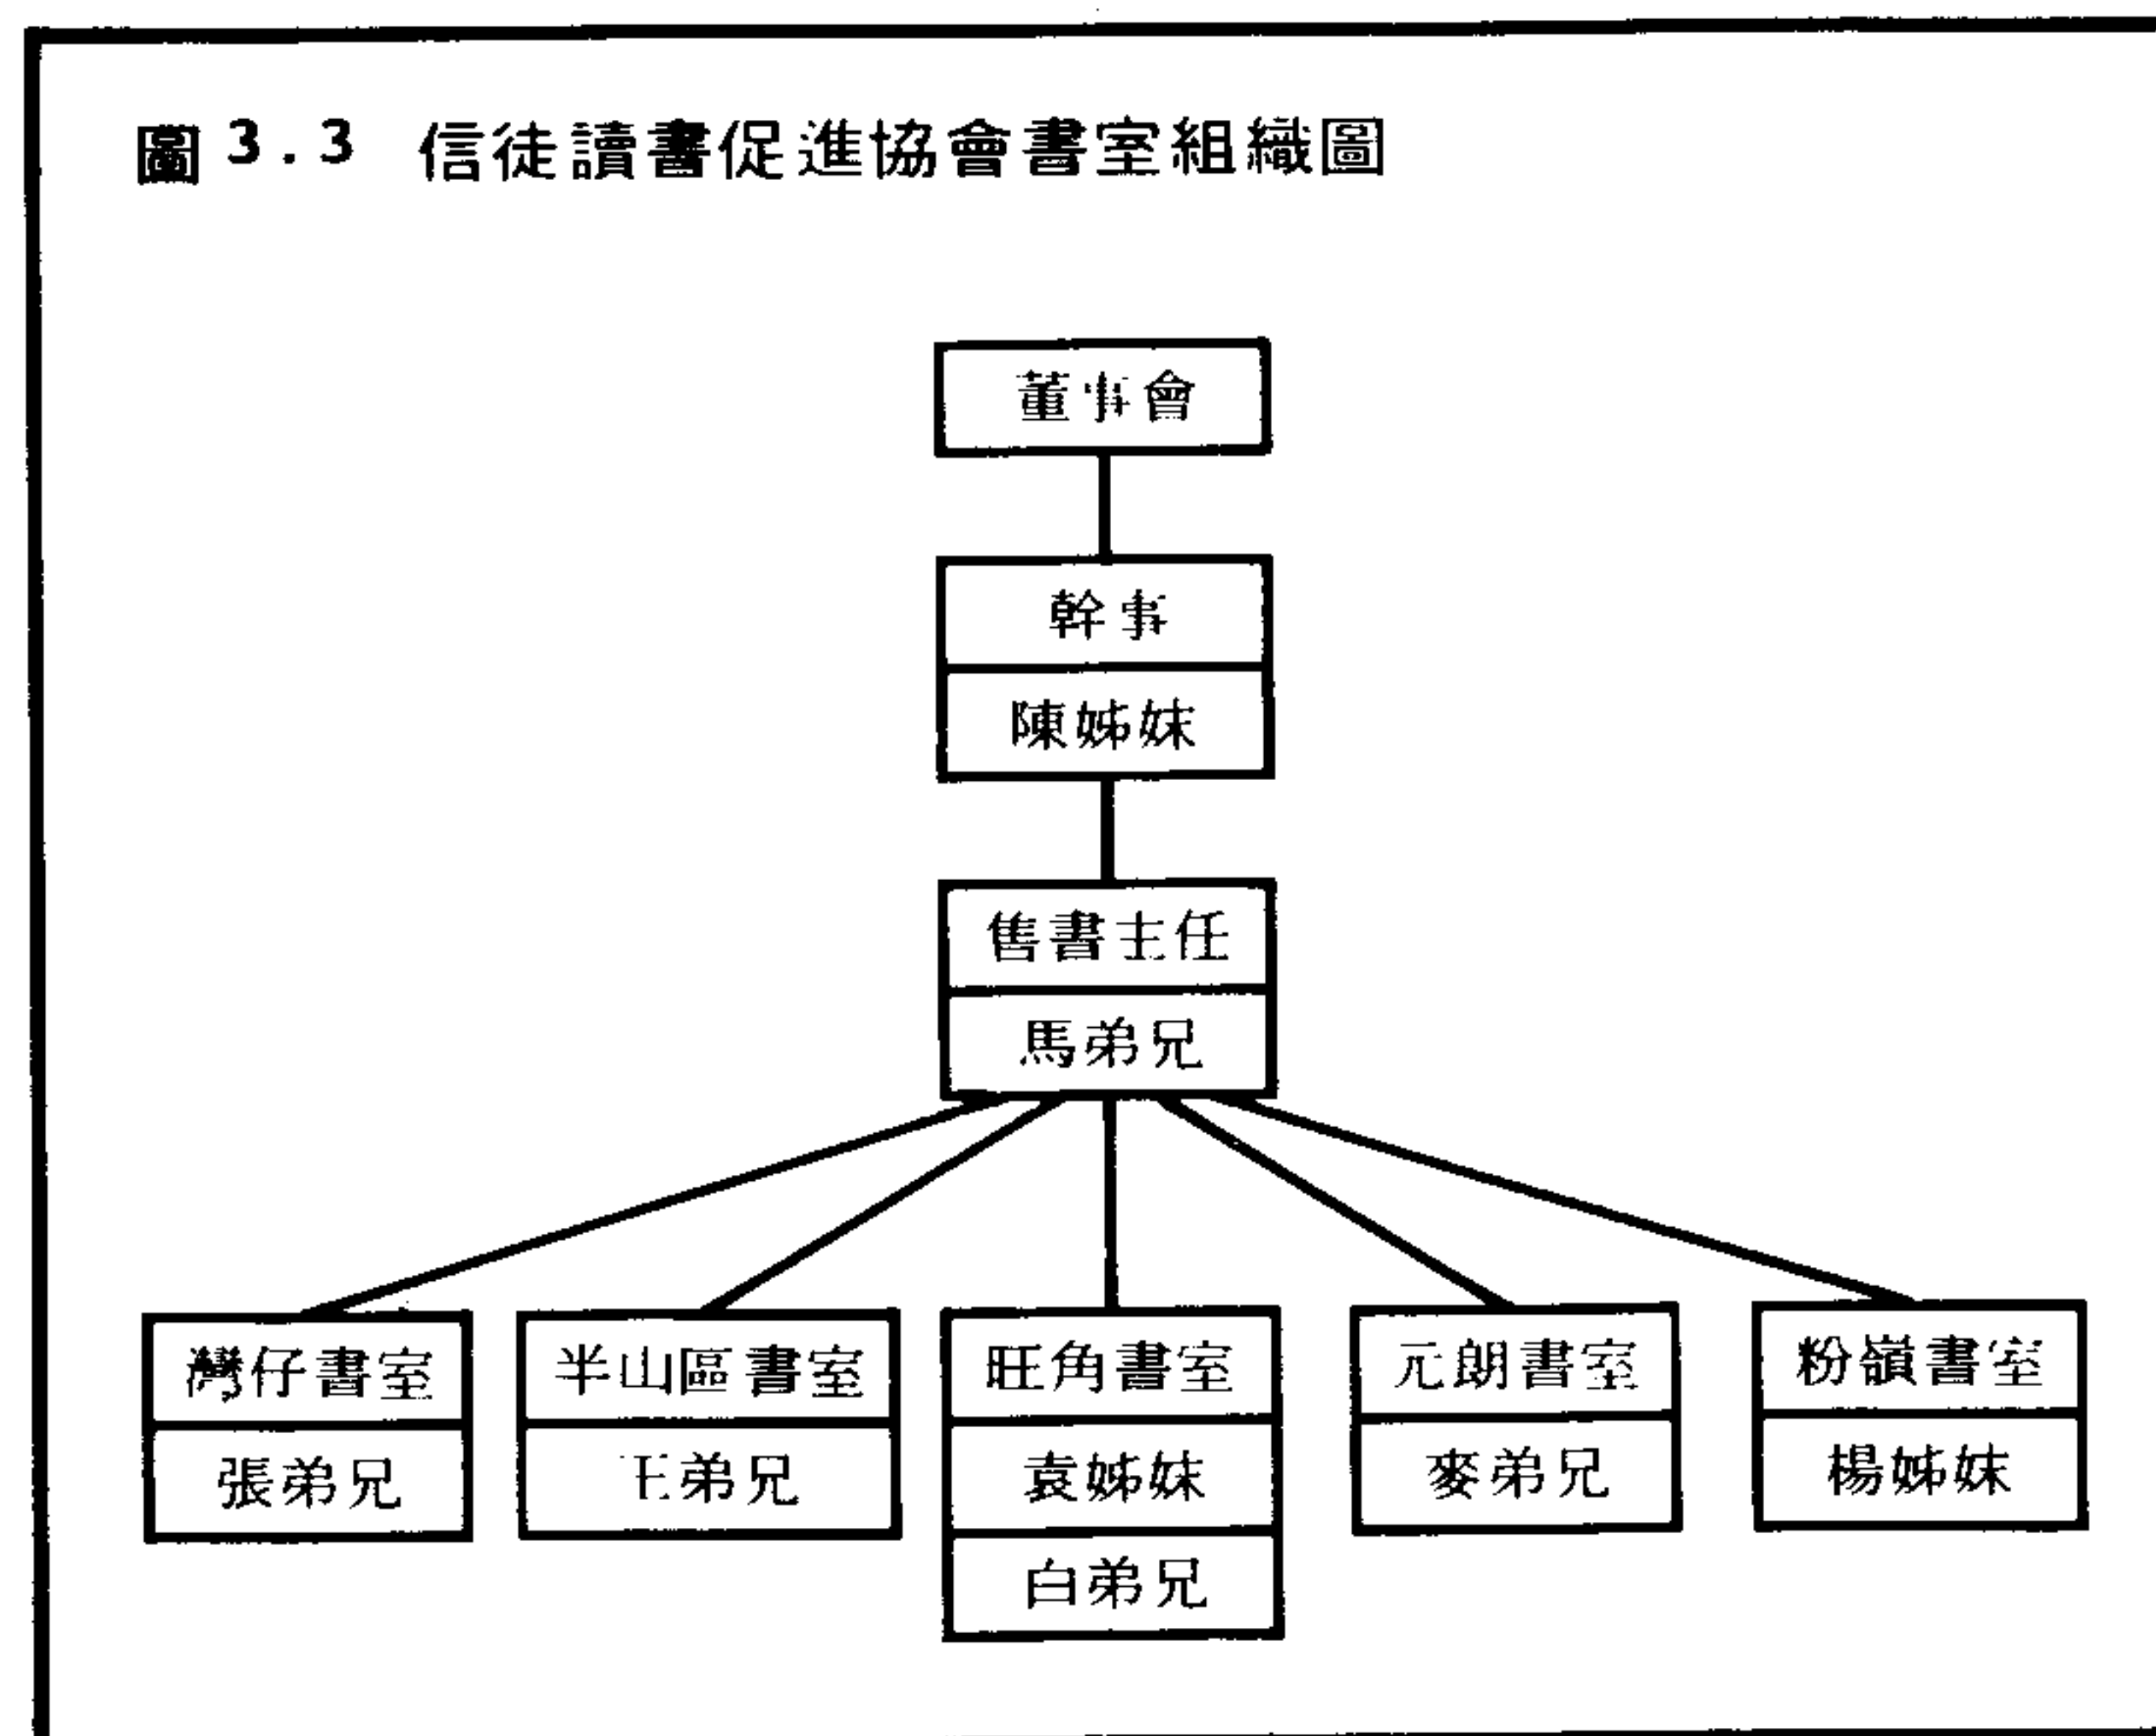 圖 3.3 信徒讀書促進協會書室組織圖
董事會
幹事
陳姊妹
售書主任
馬弟兄
灣仔書室
張弟兄
半山區書室
王弟兄
旺角書室
袁姊妹
白弟兄
元朗書室
麥弟兄
粉嶺書室
楊姊妹